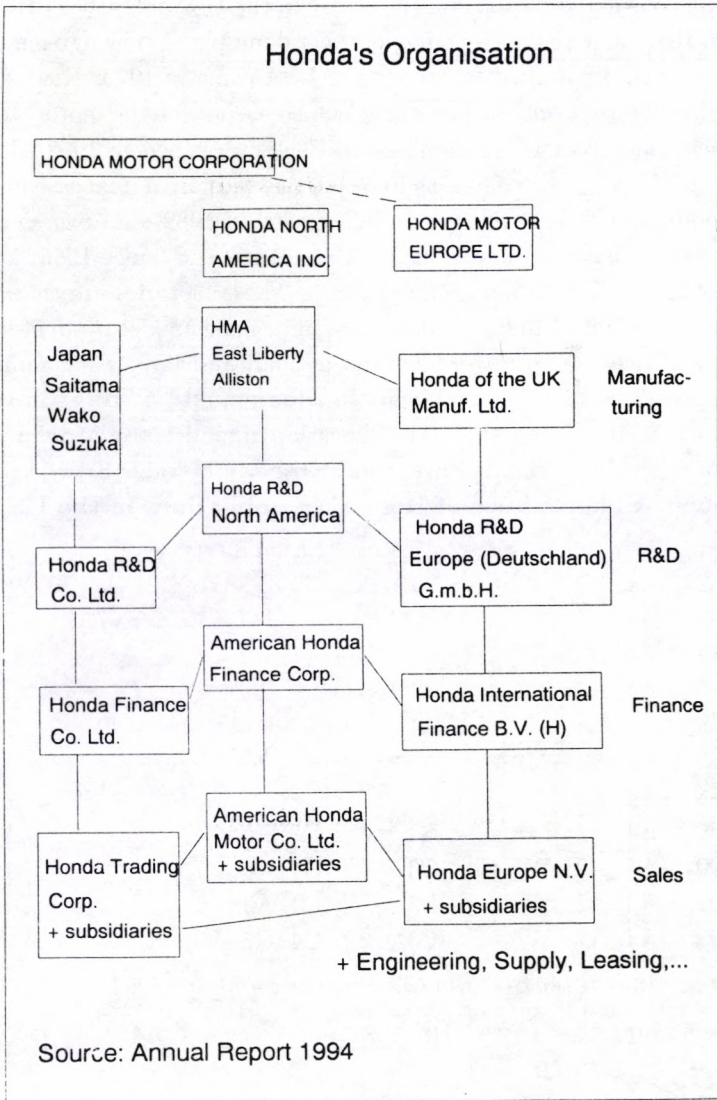 Honda's Organisation
HONDA MOTOR CORPORATION
HONDA NORTH
AMERICA INC.
HONDA MOTOR
EUROPE LTD.
Japan
Saitama
Wako
Suzuka
HMA
East Liberty
Alliston
Honda of the UK
Manuf. Ltd.
Manufac-
turing
Honda R&D
Co. Ltd.
Honda R&D
North America
Honda R&D
Europe (Deutschland)
G.m.b.H.
R&D
Honda Finance
Co. Ltd.
American Honda
Finance Corp.
Honda International
Finance B.V. (H)
Finance
Honda Trading
Corp.
+ subsidiaries
American Honda
Motor Co. Ltd.
+ subsidiaries
Honda Europe N.V.
+ subsidiaries
Sales
+ Engineering, Supply, Leasing,...
Source: Annual Report 1994